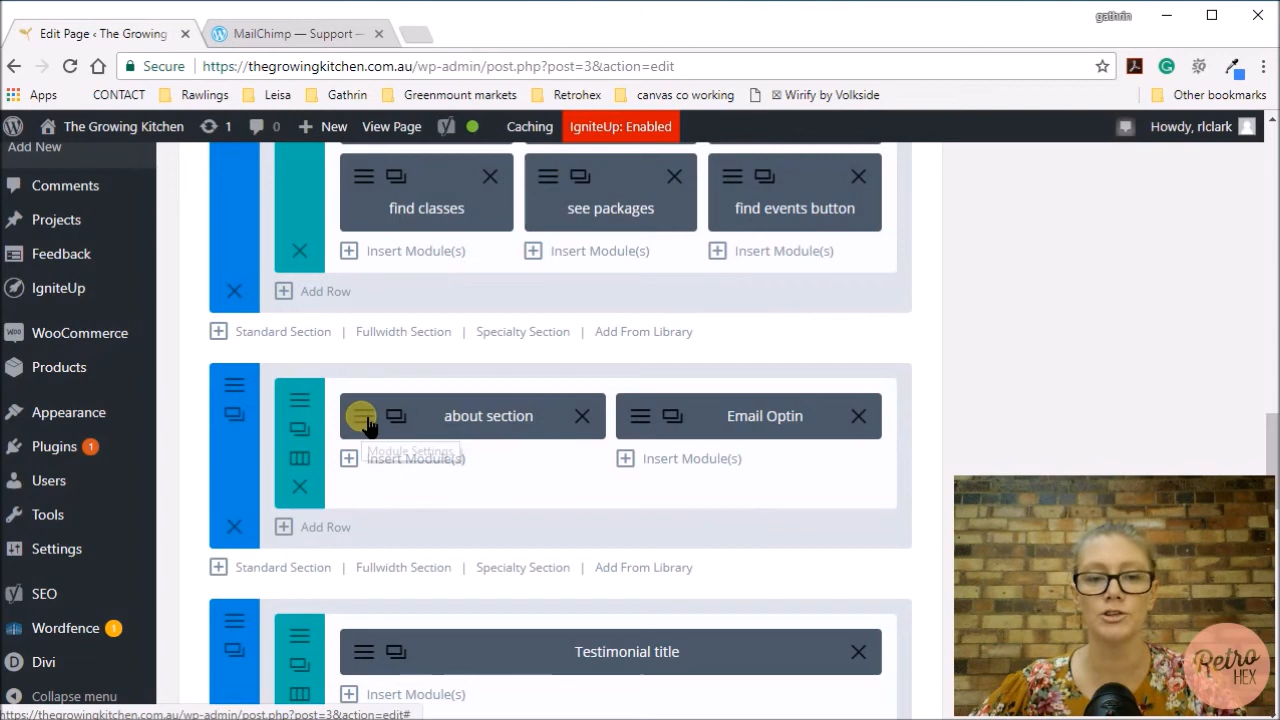 gathrin
Edit Page ‹ The Growing
MailChimp — Support —
Secure
https://thegrowingkitchen.com.au/wp-admin/post.php?post=3&action=edit
Apps
CONTACT
Rawlings
Leisa
Gathrin
Greenmount markets
Retrohex
canvas co working
Wirify by Volkside
Other bookmarks
The Growing Kitchen
1
0
New
View Page
Caching
IgniteUp: Enabled
Howdy, rlclark
Add New
Comments
Projects
Feedback
IgniteUp
WooCommerce
Products
Appearance
Plugins 1
Users
Tools
Settings
SEO
Wordfence 1
Divi
Collapse menu
find classes
see packages
find events button
Insert Module(s)
Insert Module(s)
Insert Module(s)
Add Row
Standard Section | Fullwidth Section | Specialty Section | Add From Library
about section
Email Optin
Module Settings
Insert Module(s)
Insert Module(s)
Add Row
Standard Section | Fullwidth Section | Specialty Section | Add From Library
Testimonial title
Insert Module(s)
https://thegrowingkitchen.com.au/wp-admin/post.php?post=3&action=edit#
Retro
HEX